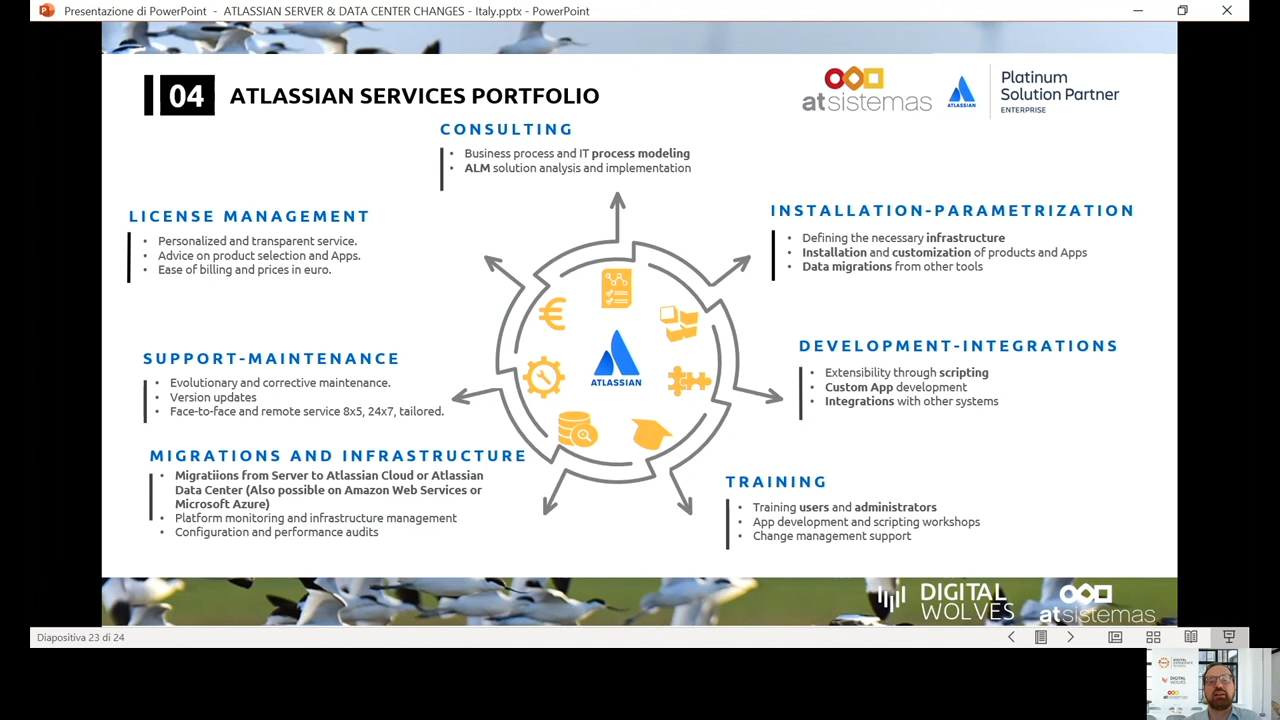 Presentazione di PowerPoint - ATLASSIAN SERVER & DATA CENTER CHANGES - Italy.pptx - PowerPoint
04 ATLASSIAN SERVICES PORTFOLIO
atsistemas
ATLASSIAN
Platinum
Solution Partner
ENTERPRISE
CONSULTING
• Business process and IT process modeling
• ALM solution analysis and implementation
LICENSE MANAGEMENT
• Personalized and transparent service.
• Advice on product selection and Apps.
• Ease of billing and prices in euro.
INSTALLATION-PARAMETRIZATION
• Defining the necessary infrastructure
• Installation and customization of products and Apps
• Data migrations from other tools
SUPPORT-MAINTENANCE
• Evolutionary and corrective maintenance.
• Version updates
• Face-to-face and remote service 8x5, 24x7, tailored.
ATLASSIAN
DEVELOPMENT-INTEGRATIONS
• Extensibility through scripting
• Custom App development
• Integrations with other systems
MIGRATIONS AND INFRASTRUCTURE
• Migratiions from Server to Atlassian Cloud or Atlassian
Data Center (Also possible on Amazon Web Services or
Microsoft Azure)
• Platform monitoring and infrastructure management
• Configuration and performance audits
TRAINING
• Training users and administrators
• App development and scripting workshops
• Change management support
DIGITAL
WOLVES
atsistemas
Diapositiva 23 di 24
DIGITAL
WOLVES
atsistemas